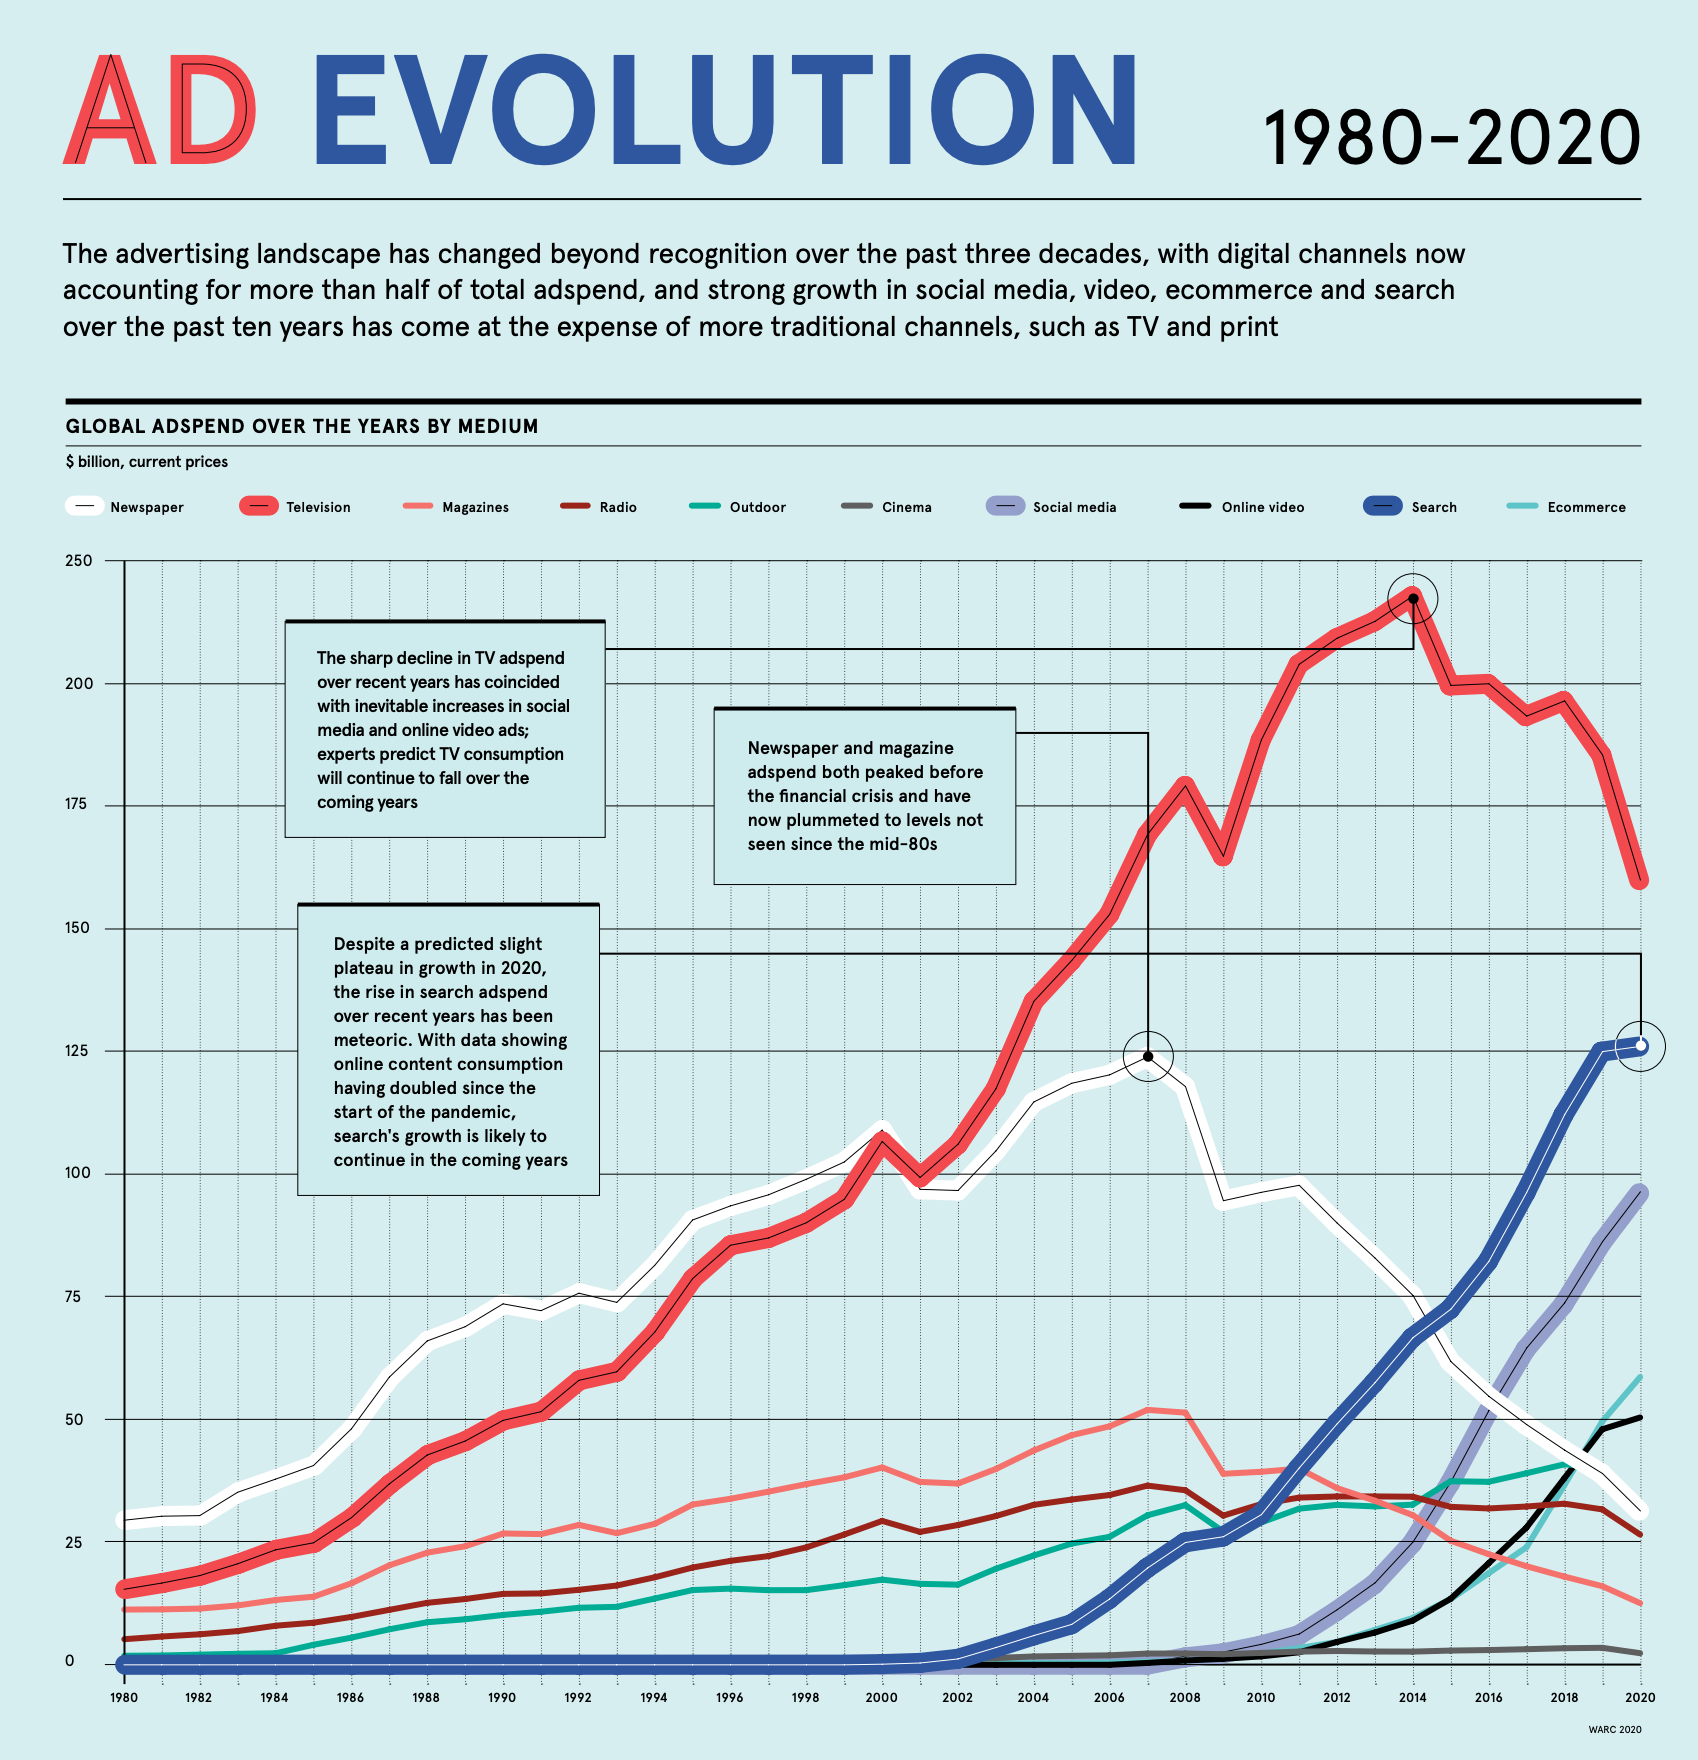 AD EVOLUTION 1980-2020
The advertising landscape has changed beyond recognition over the past three decades, with digital channels now
accounting for more than half of total adspend, and strong growth in social media, video, ecommerce and search
over the past ten years has come at the expense of more traditional channels, such as TV and print
GLOBAL ADSPEND OVER THE YEARS BY MEDIUM
$ billion, current prices
Newspaper Television Magazines Radio Outdoor Cinema Social media Online video Search Ecommerce
250
The sharp decline in TV adspend
over recent years has coincided
with inevitable increases in social
media and online video ads;
experts predict TV consumption
will continue to fall over the
coming years
200
Newspaper and magazine
adspend both peaked before
the financial crisis and have
now plummeted to levels not
seen since the mid-80s
175
150
Despite a predicted slight
plateau in growth in 2020,
the rise in search adspend
over recent years has been
meteoric. With data showing
online content consumption
having doubled since the
start of the pandemic,
search's growth is likely to
continue in the coming years
125
100
75
50
25
0
1980 1982 1984 1986 1988 1990 1992 1994 1996 1998 2000 2002 2004 2006 2008 2010 2012 2014 2016 2018 2020
WARC 2020